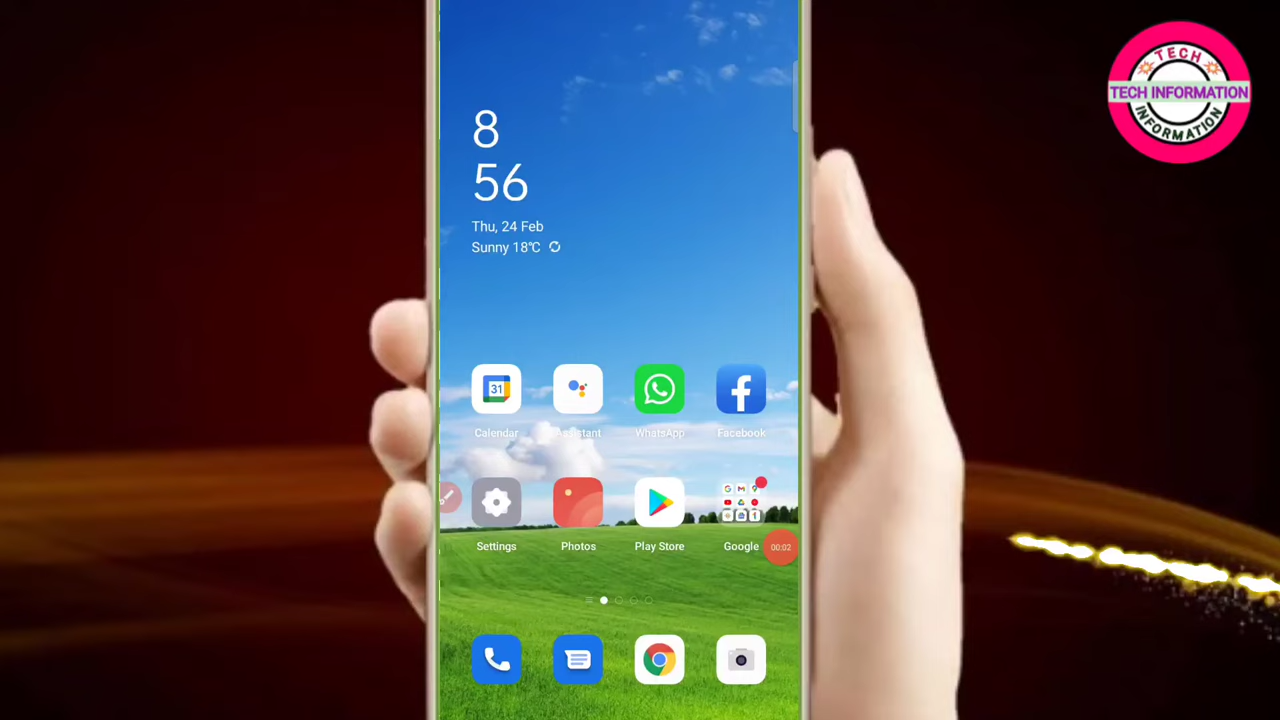 TECH
TECH INFORMATION
INFORMATION
8
56
Thu, 24 Feb
Sunny 18°C
31
Calendar
Assistant
WhatsApp
Facebook
Settings
Photos
Play Store
Google
00:02